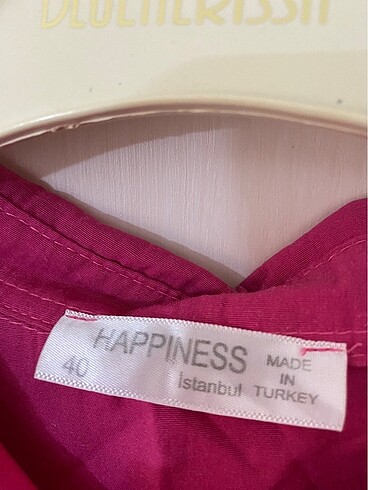 HAPPINESS
Istanbul
40
MADE
IN
TURKEY